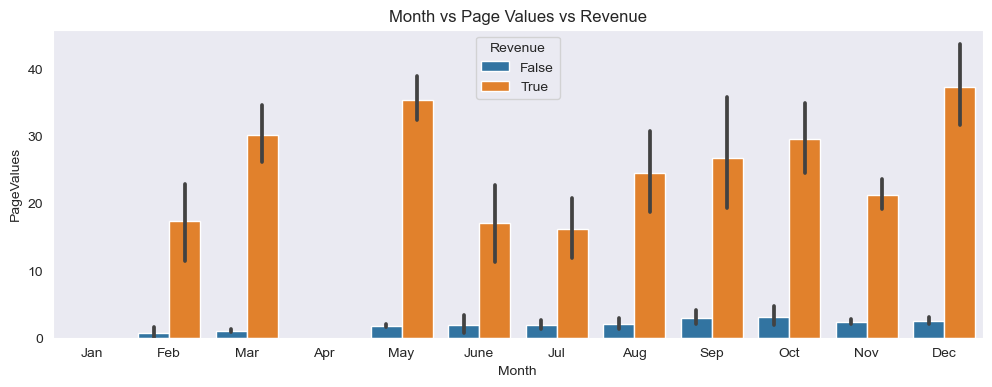 Month vs Page Values vs Revenue
Revenue
False
True
PageValues
40
30
20
10
0
Jan Feb Mar Apr May June Jul Aug Sep Oct Nov Dec
Month